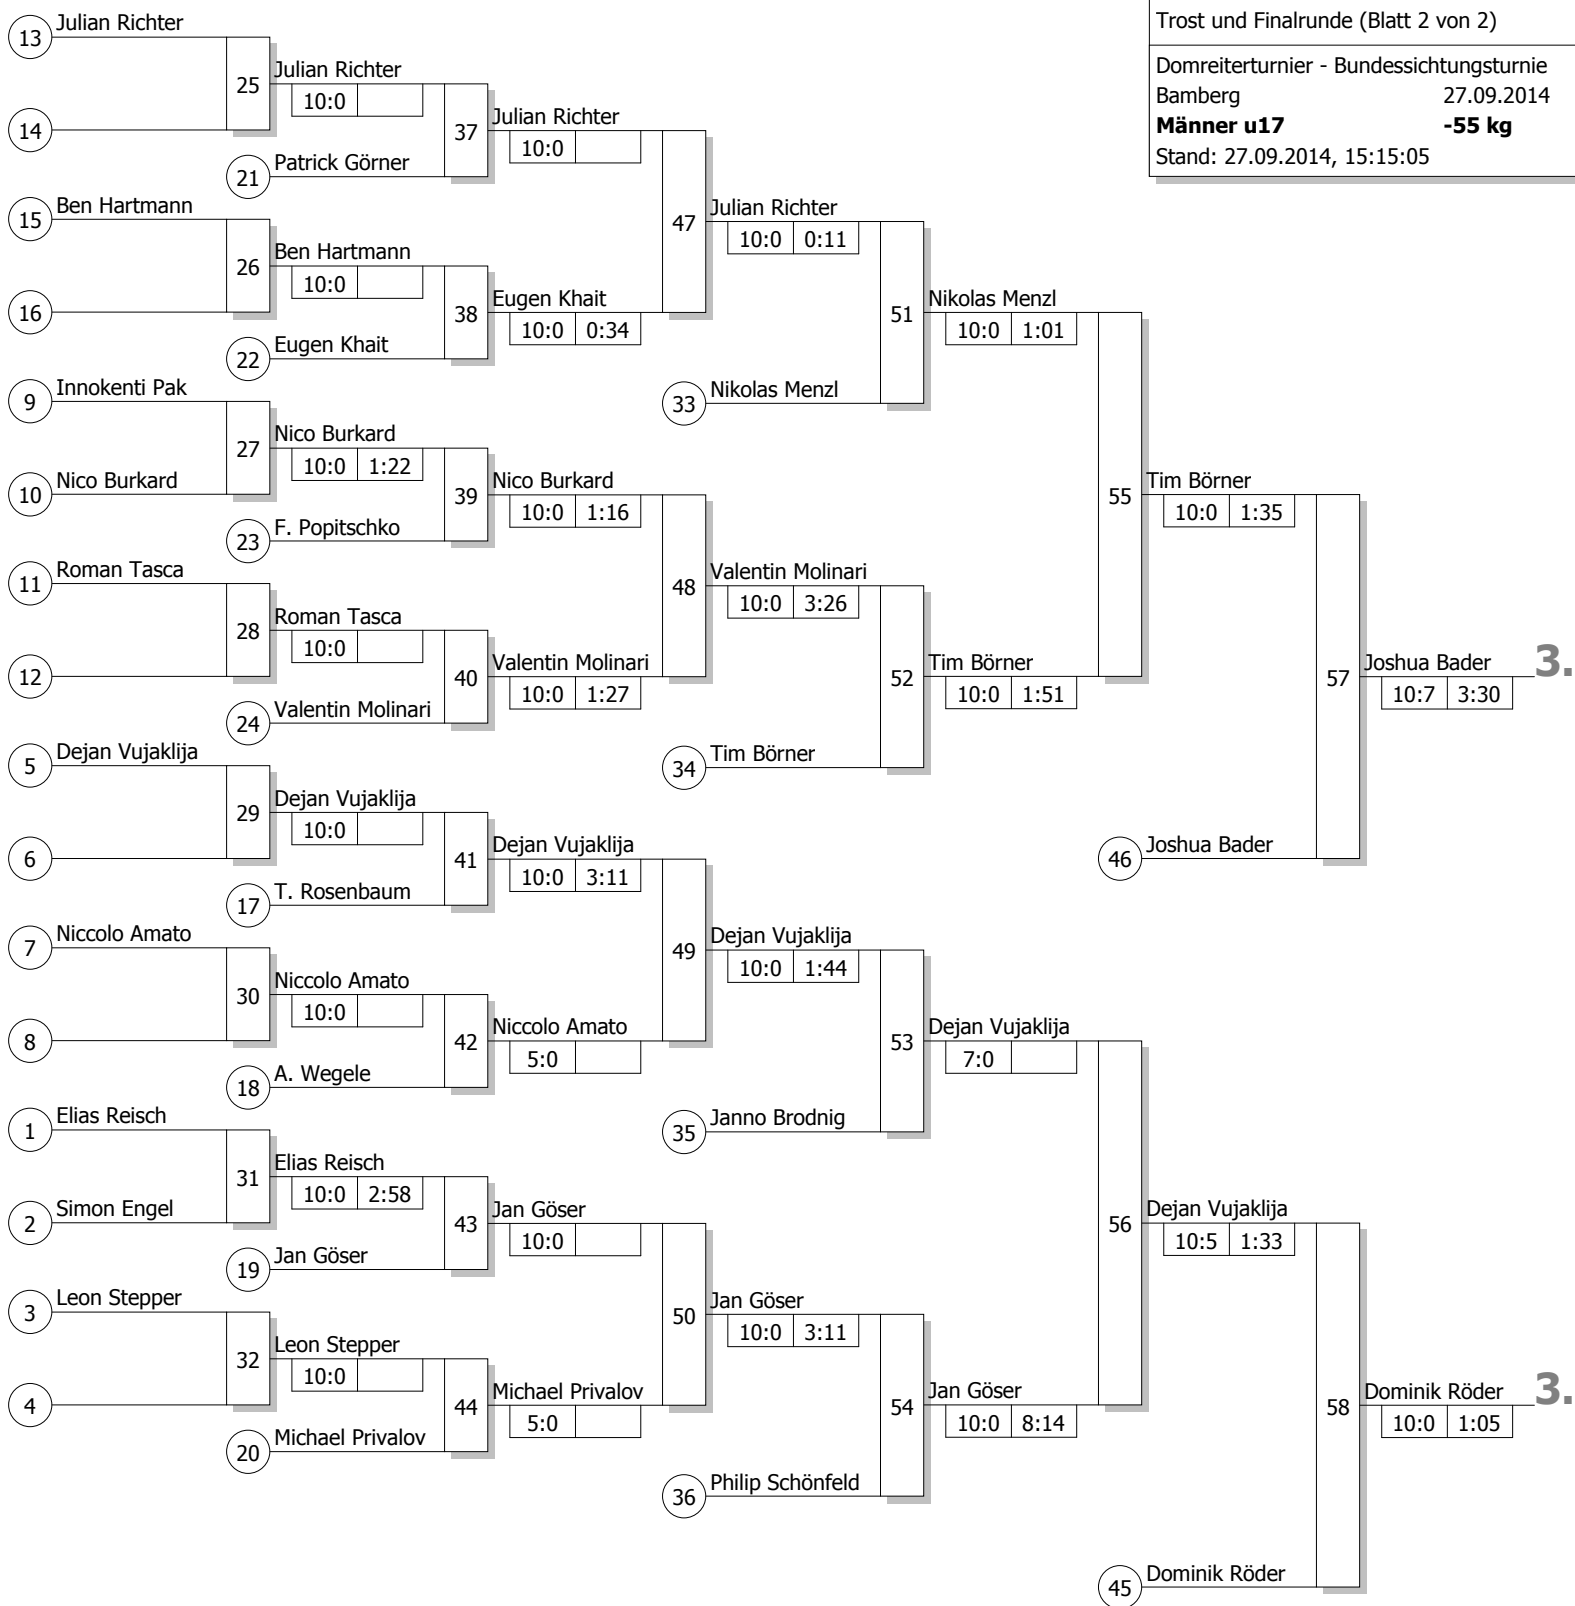 Trost und Finalrunde (Blatt 2 von 2)
Domreiterturnier - Bundessichtungsturnie
Bamberg 27.09.2014
Männer u17 -55 kg
Stand: 27.09.2014, 15:15:05
13 Julian Richter
14
25 Julian Richter
10:0
21 Patrick Görner
37 Julian Richter
10:0
15 Ben Hartmann
16
26 Ben Hartmann
10:0
22 Eugen Khait
38 Eugen Khait
10:0 0:34
47 Julian Richter
10:0 0:11
33 Nikolas Menzl
51 Nikolas Menzl
10:0 1:01
9 Innokenti Pak
10 Nico Burkard
27 Nico Burkard
10:0 1:22
23 F. Popitschko
39 Nico Burkard
10:0 1:16
11 Roman Tasca
12
28 Roman Tasca
10:0
24 Valentin Molinari
40 Valentin Molinari
10:0 1:27
48 Valentin Molinari
10:0 3:26
34 Tim Börner
52 Tim Börner
10:0 1:51
55 Tim Börner
10:0 1:35
46 Joshua Bader
57 Joshua Bader 3.
10:7 3:30
5 Dejan Vujaklija
6
29 Dejan Vujaklija
10:0
17 T. Rosenbaum
41 Dejan Vujaklija
10:0 3:11
7 Niccolo Amato
8
30 Niccolo Amato
10:0
18 A. Wegele
42 Niccolo Amato
5:0
49 Dejan Vujaklija
10:0 1:44
35 Janno Brodnig
53 Dejan Vujaklija
7:0
1 Elias Reisch
2 Simon Engel
31 Elias Reisch
10:0 2:58
19 Jan Göser
43 Jan Göser
10:0
3 Leon Stepper
4
32 Leon Stepper
10:0
20 Michael Privalov
44 Michael Privalov
5:0
50 Jan Göser
10:0 3:11
36 Philip Schönfeld
54 Jan Göser
10:0 8:14
56 Dejan Vujaklija
10:5 1:33
45 Dominik Röder
58 Dominik Röder 3.
10:0 1:05